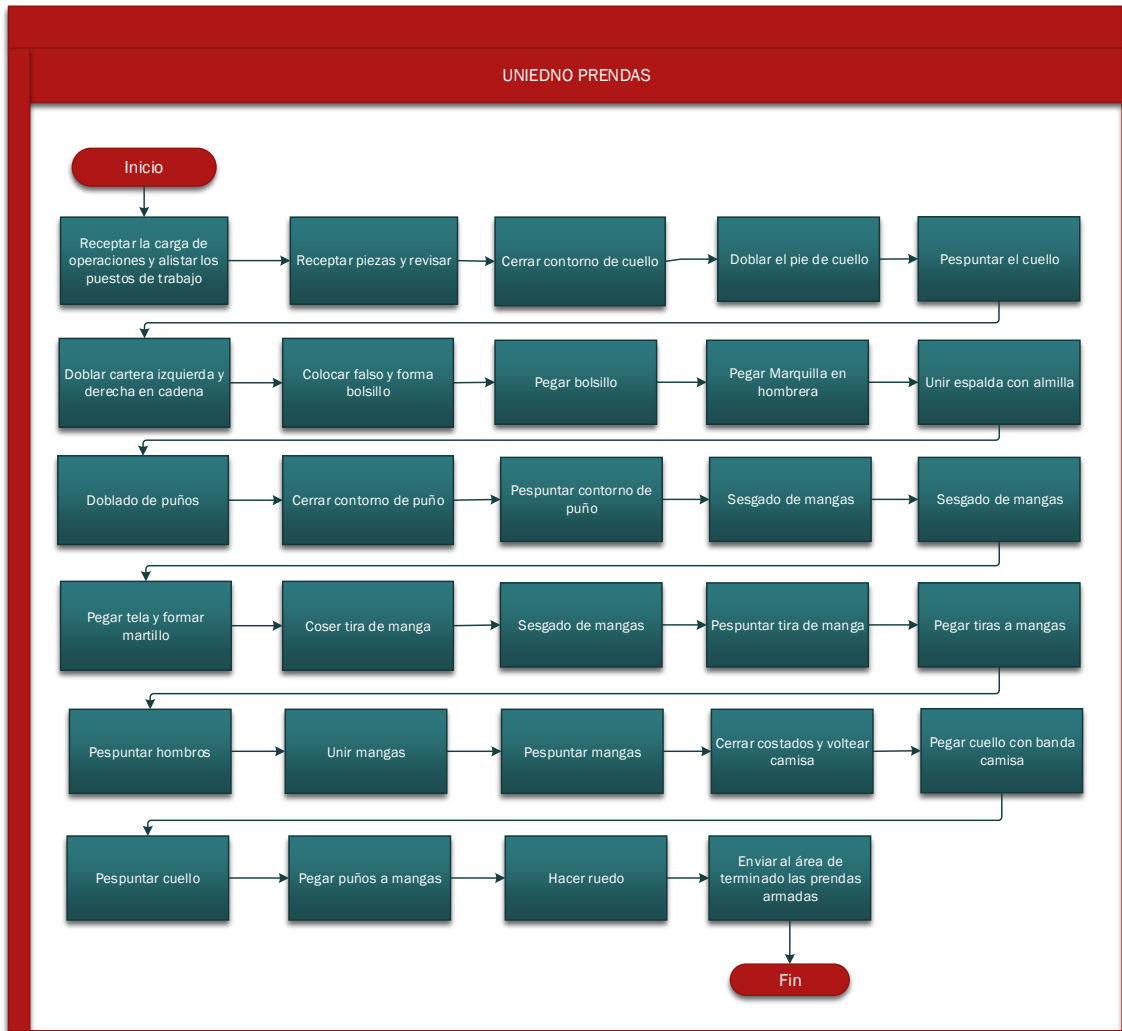 UNIEDNO PRENDAS
Inicio
Receptar la carga de
operaciones y alistar los
puestos de trabajo
Receptar piezas y revisar
Cerrar contorno de cuello
Doblar el pie de cuello
Pespuntar el cuello
Doblar cartera izquierda y
derecha en cadena
Colocar falso y forma
bolsillo
Pegar bolsillo
Pegar Marquilla en
hombrera
Unir espalda con almilla
Doblado de puños
Cerrar contorno de puño
Pespuntar contorno de
puño
Sesgado de mangas
Sesgado de mangas
Pegar tela y formar
martillo
Coser tira de manga
Sesgado de mangas
Pespuntar tira de manga
Pegar tiras a mangas
Pespuntar hombros
Unir mangas
Pespuntar mangas
Cerrar costados y voltear
camisa
Pegar cuello con banda
camisa
Pespuntar cuello
Pegar puños a mangas
Hacer ruedo
Enviar al área de
terminado las prendas
armadas
Fin